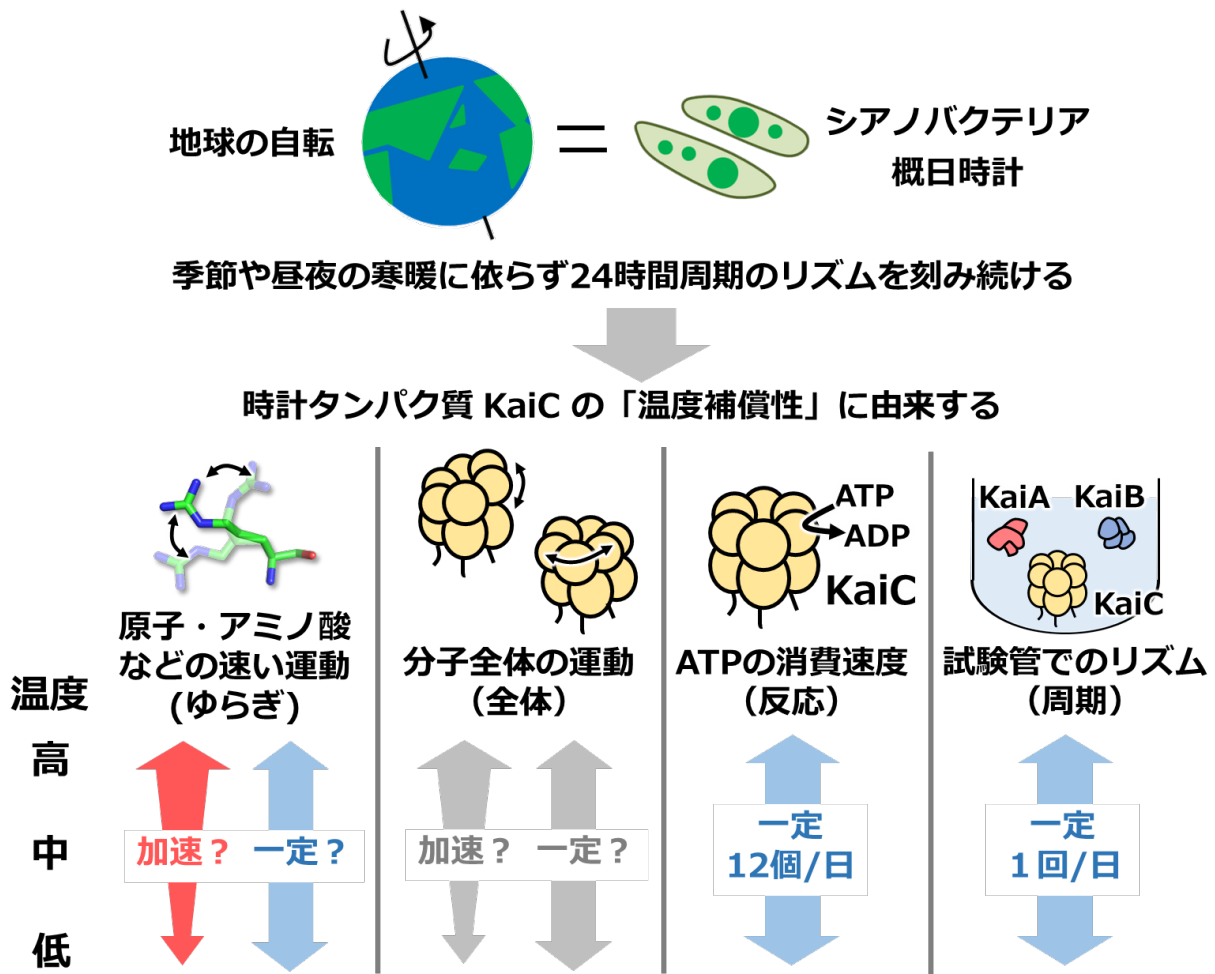 地球の自転
=
シアノバクテリア
概日時計
季節や昼夜の寒暖に依らず24時間周期のリズムを刻み続ける
時計タンパク質 KaiC の「温度補償性」に由来する
原子・アミノ酸
などの速い運動
(ゆらぎ)
分子全体の運動
(全体)
ATP
ADP
KaiC
ATPの消費速度
(反応)
KaiA
KaiB
KaiC
試験管でのリズム
(周期)
温度
高
中
低
加速？
一定？
加速？
一定？
一定
12個/日
一定
1回/日